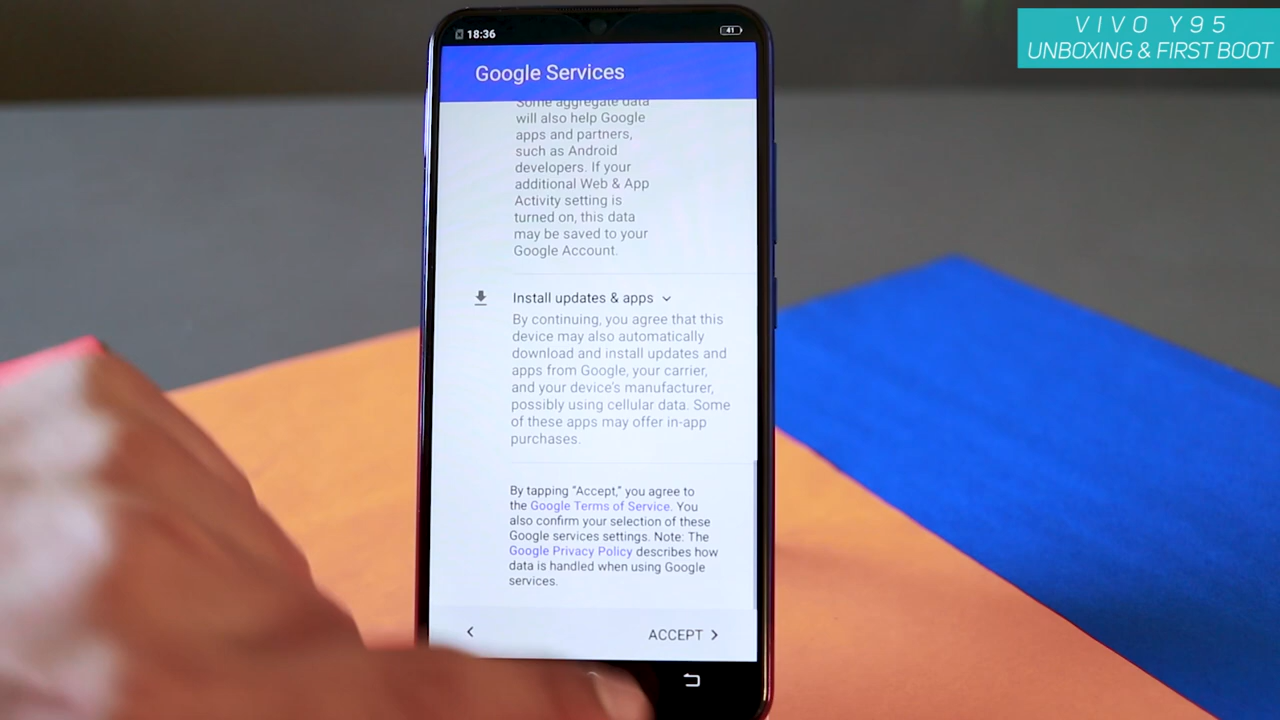 VIVO Y95
UNBOXING & FIRST BOOT
18:36
41
Google Services
Some aggregate data
will also help Google
apps and partners,
such as Android
developers. If your
additional Web & App
Activity setting is
turned on, this data
may be saved to your
Google Account.
Install updates & apps
By continuing, you agree that this
device may also automatically
download and install updates and
apps from Google, your carrier,
and your device's manufacturer,
possibly using cellular data. Some
of these apps may offer in-app
purchases.
By tapping “Accept,” you agree to
the Google Terms of Service. You
also confirm your selection of these
Google services settings. Note: The
Google Privacy Policy describes how
data is handled when using Google
services.
ACCEPT